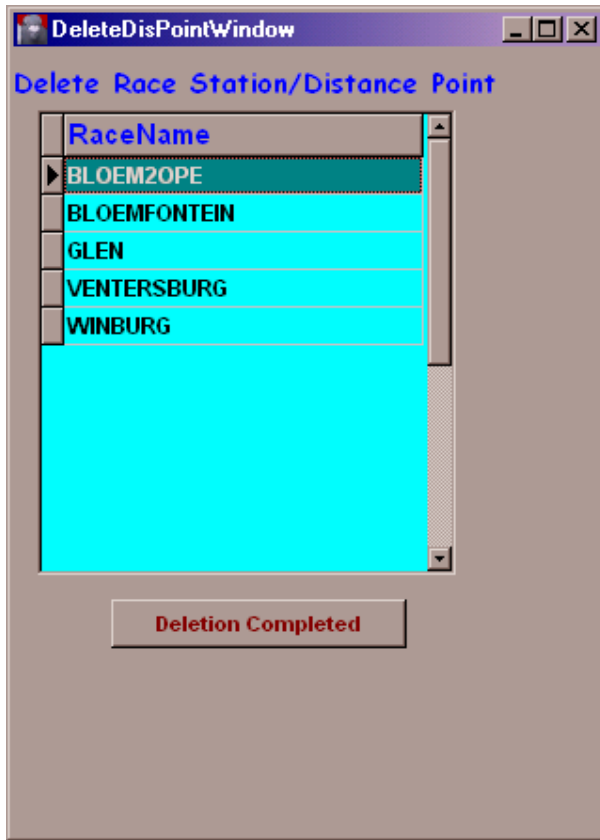 DeleteDisPointWindow
Delete Race Station/Distance Point
RaceName
BLOEM2OPE
BLOEMFONTEIN
GLEN
VENTERSBURG
WINBURG
Deletion Completed